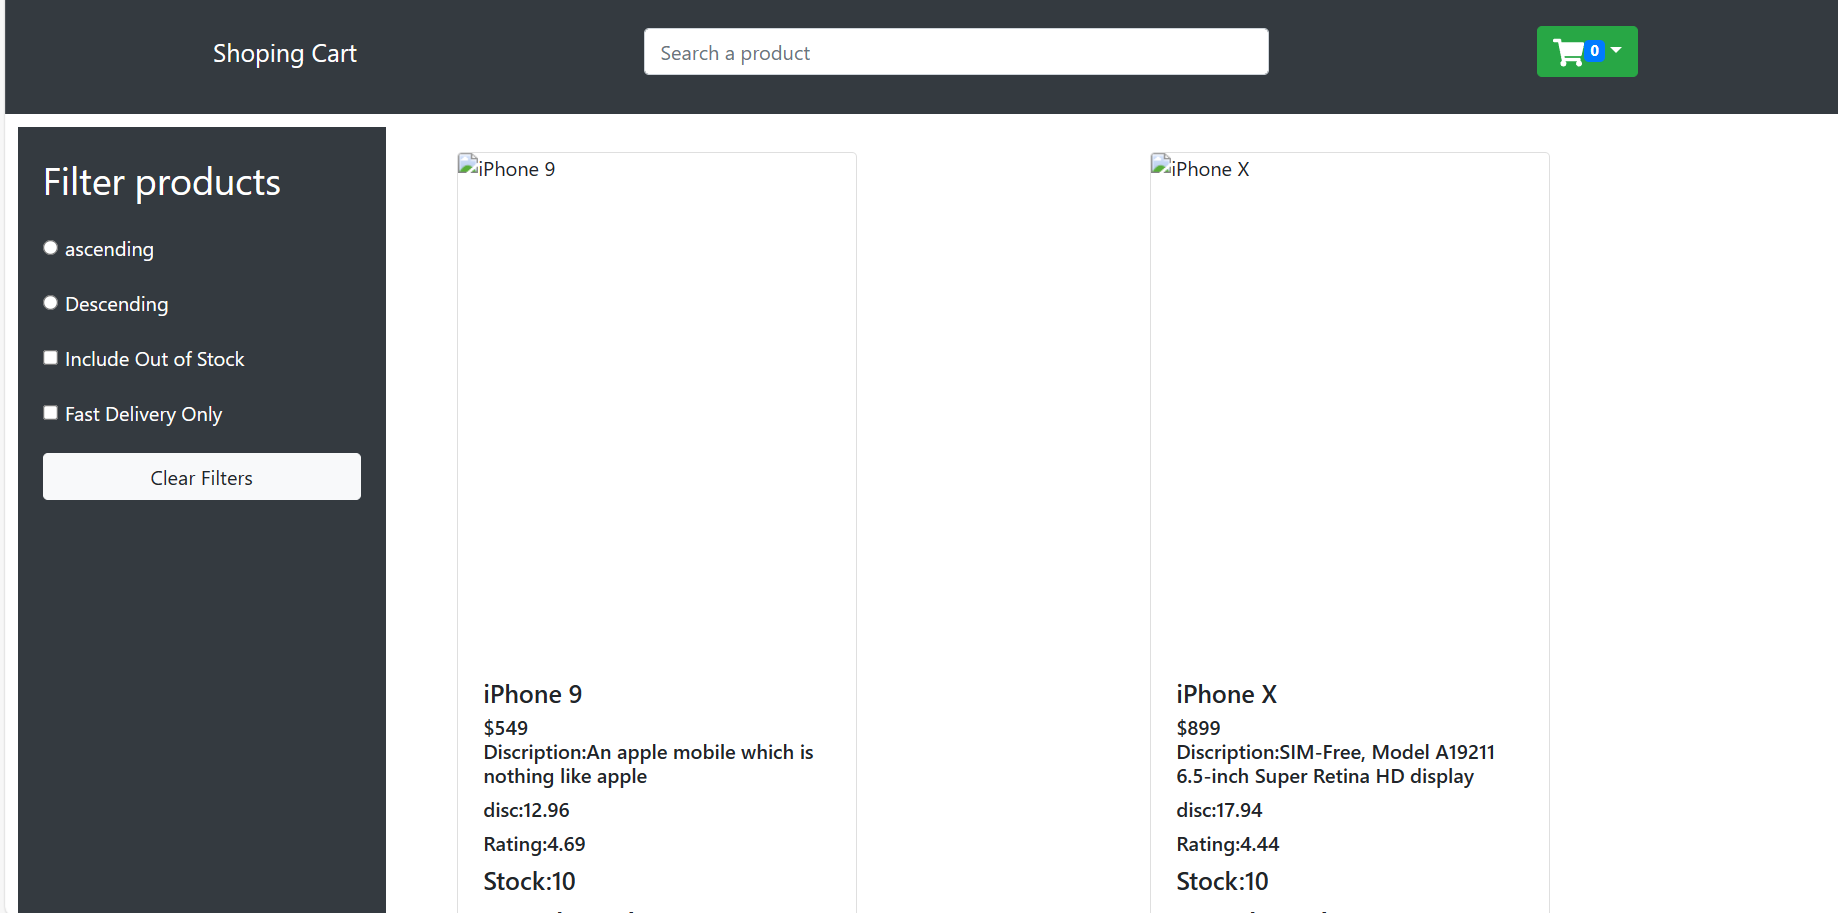 Shoping Cart
Search a product
0
Filter products
ascending
Descending
Include Out of Stock
Fast Delivery Only
Clear Filters
iPhone 9
iPhone 9
$549
Discription:An apple mobile which is
nothing like apple
disc:12.96
Rating:4.69
Stock:10
iPhone X
iPhone X
$899
Discription:SIM-Free, Model A19211
6.5-inch Super Retina HD display
disc:17.94
Rating:4.44
Stock:10